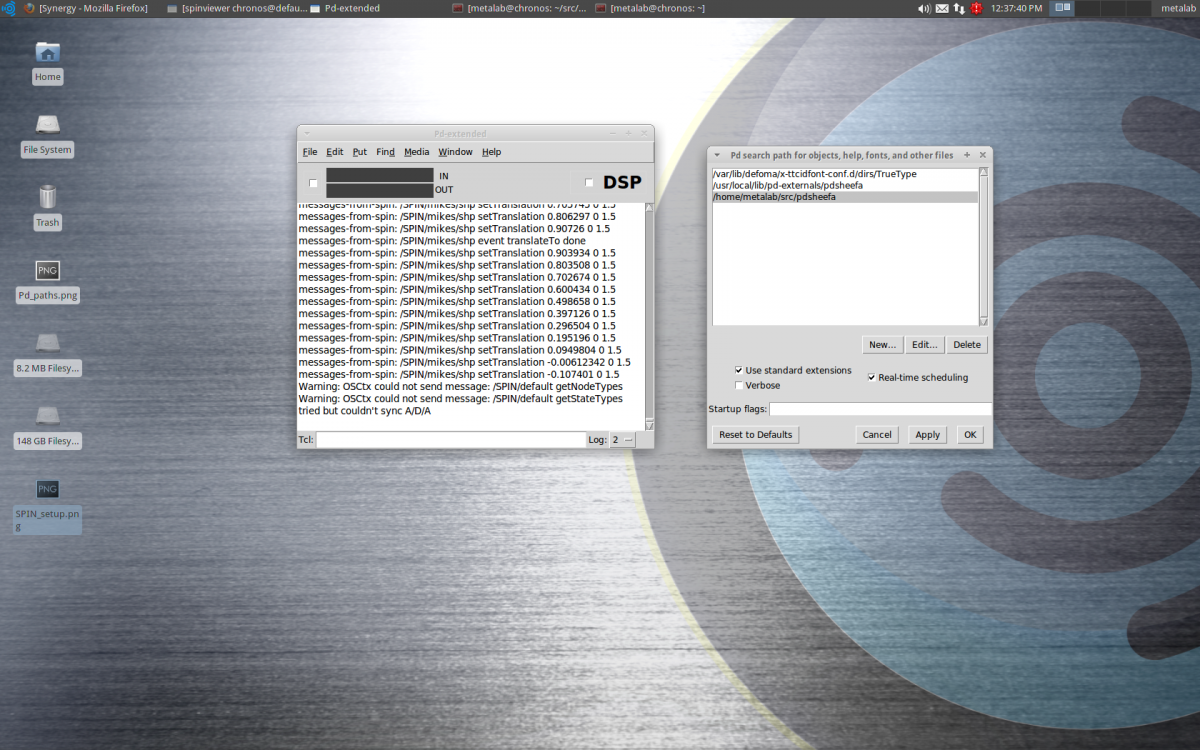 [Synergy - Mozilla Firefox]
[spinviewer chronos@defau...
Pd-extended
[metalab@chronos: ~/src/...
[metalab@chronos: ~]
12:37:40 PM
metalab
Home
File System
Trash
PNG
Pd_paths.png
8.2 MB Filesy...
148 GB Filesy...
PNG
SPIN_setup.pn
g
Pd-extended
File Edit Put Find Media Window Help
IN
OUT
DSP
messages-from-spin: /SPIN/mikes/shp setTranslation 0.705745 0 1.5
messages-from-spin: /SPIN/mikes/shp setTranslation 0.806297 0 1.5
messages-from-spin: /SPIN/mikes/shp setTranslation 0.90726 0 1.5
messages-from-spin: /SPIN/mikes/shp event translateTo done
messages-from-spin: /SPIN/mikes/shp setTranslation 0.903934 0 1.5
messages-from-spin: /SPIN/mikes/shp setTranslation 0.803508 0 1.5
messages-from-spin: /SPIN/mikes/shp setTranslation 0.702674 0 1.5
messages-from-spin: /SPIN/mikes/shp setTranslation 0.600434 0 1.5
messages-from-spin: /SPIN/mikes/shp setTranslation 0.498658 0 1.5
messages-from-spin: /SPIN/mikes/shp setTranslation 0.397126 0 1.5
messages-from-spin: /SPIN/mikes/shp setTranslation 0.296504 0 1.5
messages-from-spin: /SPIN/mikes/shp setTranslation 0.195196 0 1.5
messages-from-spin: /SPIN/mikes/shp setTranslation 0.0949804 0 1.5
messages-from-spin: /SPIN/mikes/shp setTranslation -0.00612342 0 1.5
messages-from-spin: /SPIN/mikes/shp setTranslation -0.107401 0 1.5
Warning: OSCtx could not send message: /SPIN/default getNodeTypes
Warning: OSCtx could not send message: /SPIN/default getStateTypes
tried but couldn't sync A/D/A
Tcl:
Log: 2
Pd search path for objects, help, fonts, and other files
/var/lib/defoma/x-ttcidfont-conf.d/dirs/TrueType
/usr/local/lib/pd-externals/pdsheefa
/home/metalab/src/pdsheefa
New... Edit... Delete
Use standard extensions
Verbose
Real-time scheduling
Startup flags:
Reset to Defaults Cancel Apply OK